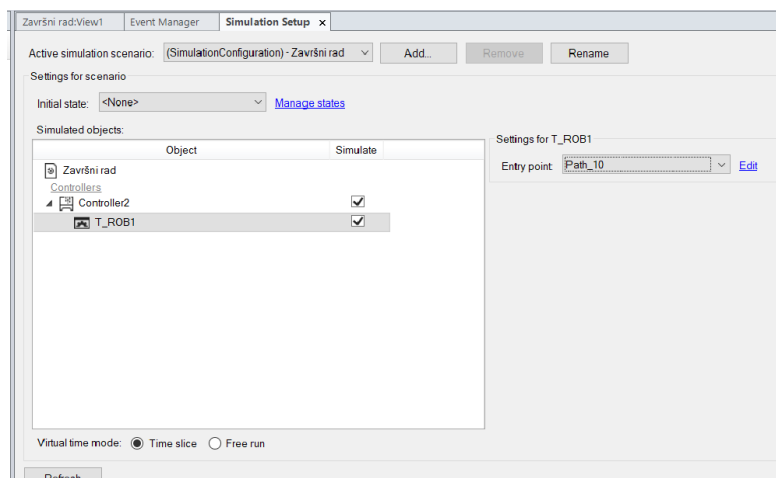 Završni rad:View1 Event Manager Simulation Setup x
Active simulation scenario: (SimulationConfiguration) - Završni rad Add... Remove Rename
Settings for scenario
Initial state: <None> Manage states
Simulated objects:
Settings for T_ROB1
Object Simulate
Entry point: Path_10 Edit
Završni rad
Controllers
Controller2
T_ROB1
Virtual time mode: Time slice Free run
Refresh